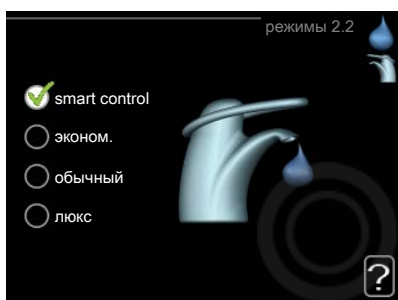 режимы 2.2
smart control
эконом.
обычный
люкс
?